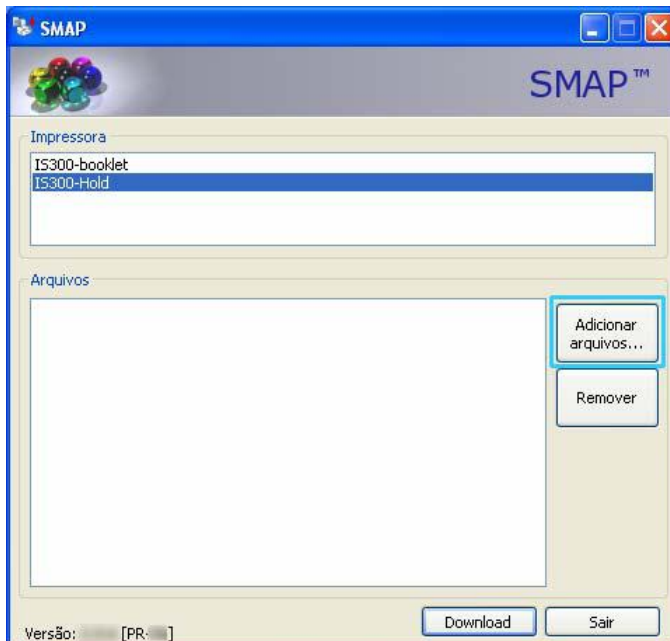 SMAP
SMAP™
Impressora
IS300-booklet
IS300-Hold
Arquivos
Adicionar
arquivos...
Remover
Download
Sair
Versão: [PR- ]